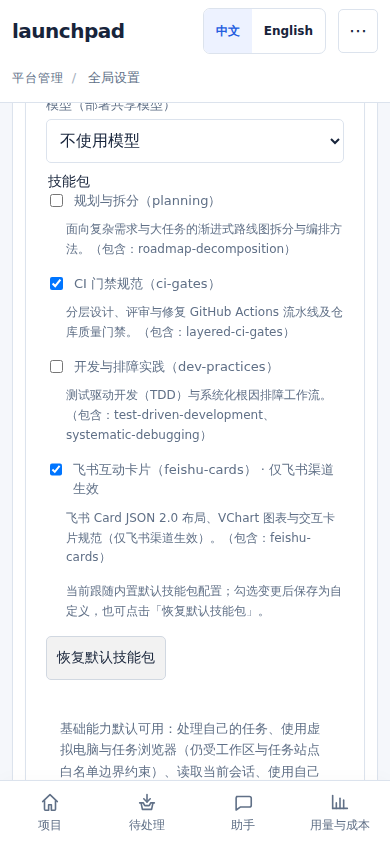 launchpad
中文
English
...
平台管理 / 全局设置
模型（部署共享模型）
不使用模型
技能包
规划与拆分（planning）
面向复杂需求与大任务的渐进式路线图拆分与编排方
法。（包含：roadmap-decomposition）
CI 门禁规范（ci-gates）
分层设计、评审与修复 GitHub Actions 流水线及仓
库质量门禁。（包含：layered-ci-gates）
开发与排障实践（dev-practices）
测试驱动开发（TDD）与系统化根因排障工作流。
（包含：test-driven-development、
systematic-debugging）
飞书互动卡片（feishu-cards） · 仅飞书渠道
生效
飞书 Card JSON 2.0 布局、VChart 图表与交互卡
片规范（仅飞书渠道生效）。（包含：feishu-
cards）
当前跟随内置默认技能包配置；勾选变更后保存为自
定义，也可点击「恢复默认技能包」。
恢复默认技能包
基础能力默认可用：处理自己的任务、使用虚
拟电脑与任务浏览器（仍受工作区与任务站点
白名单边界约束）、读取当前会话、使用自己
项目
待处理
助手
用量与成本